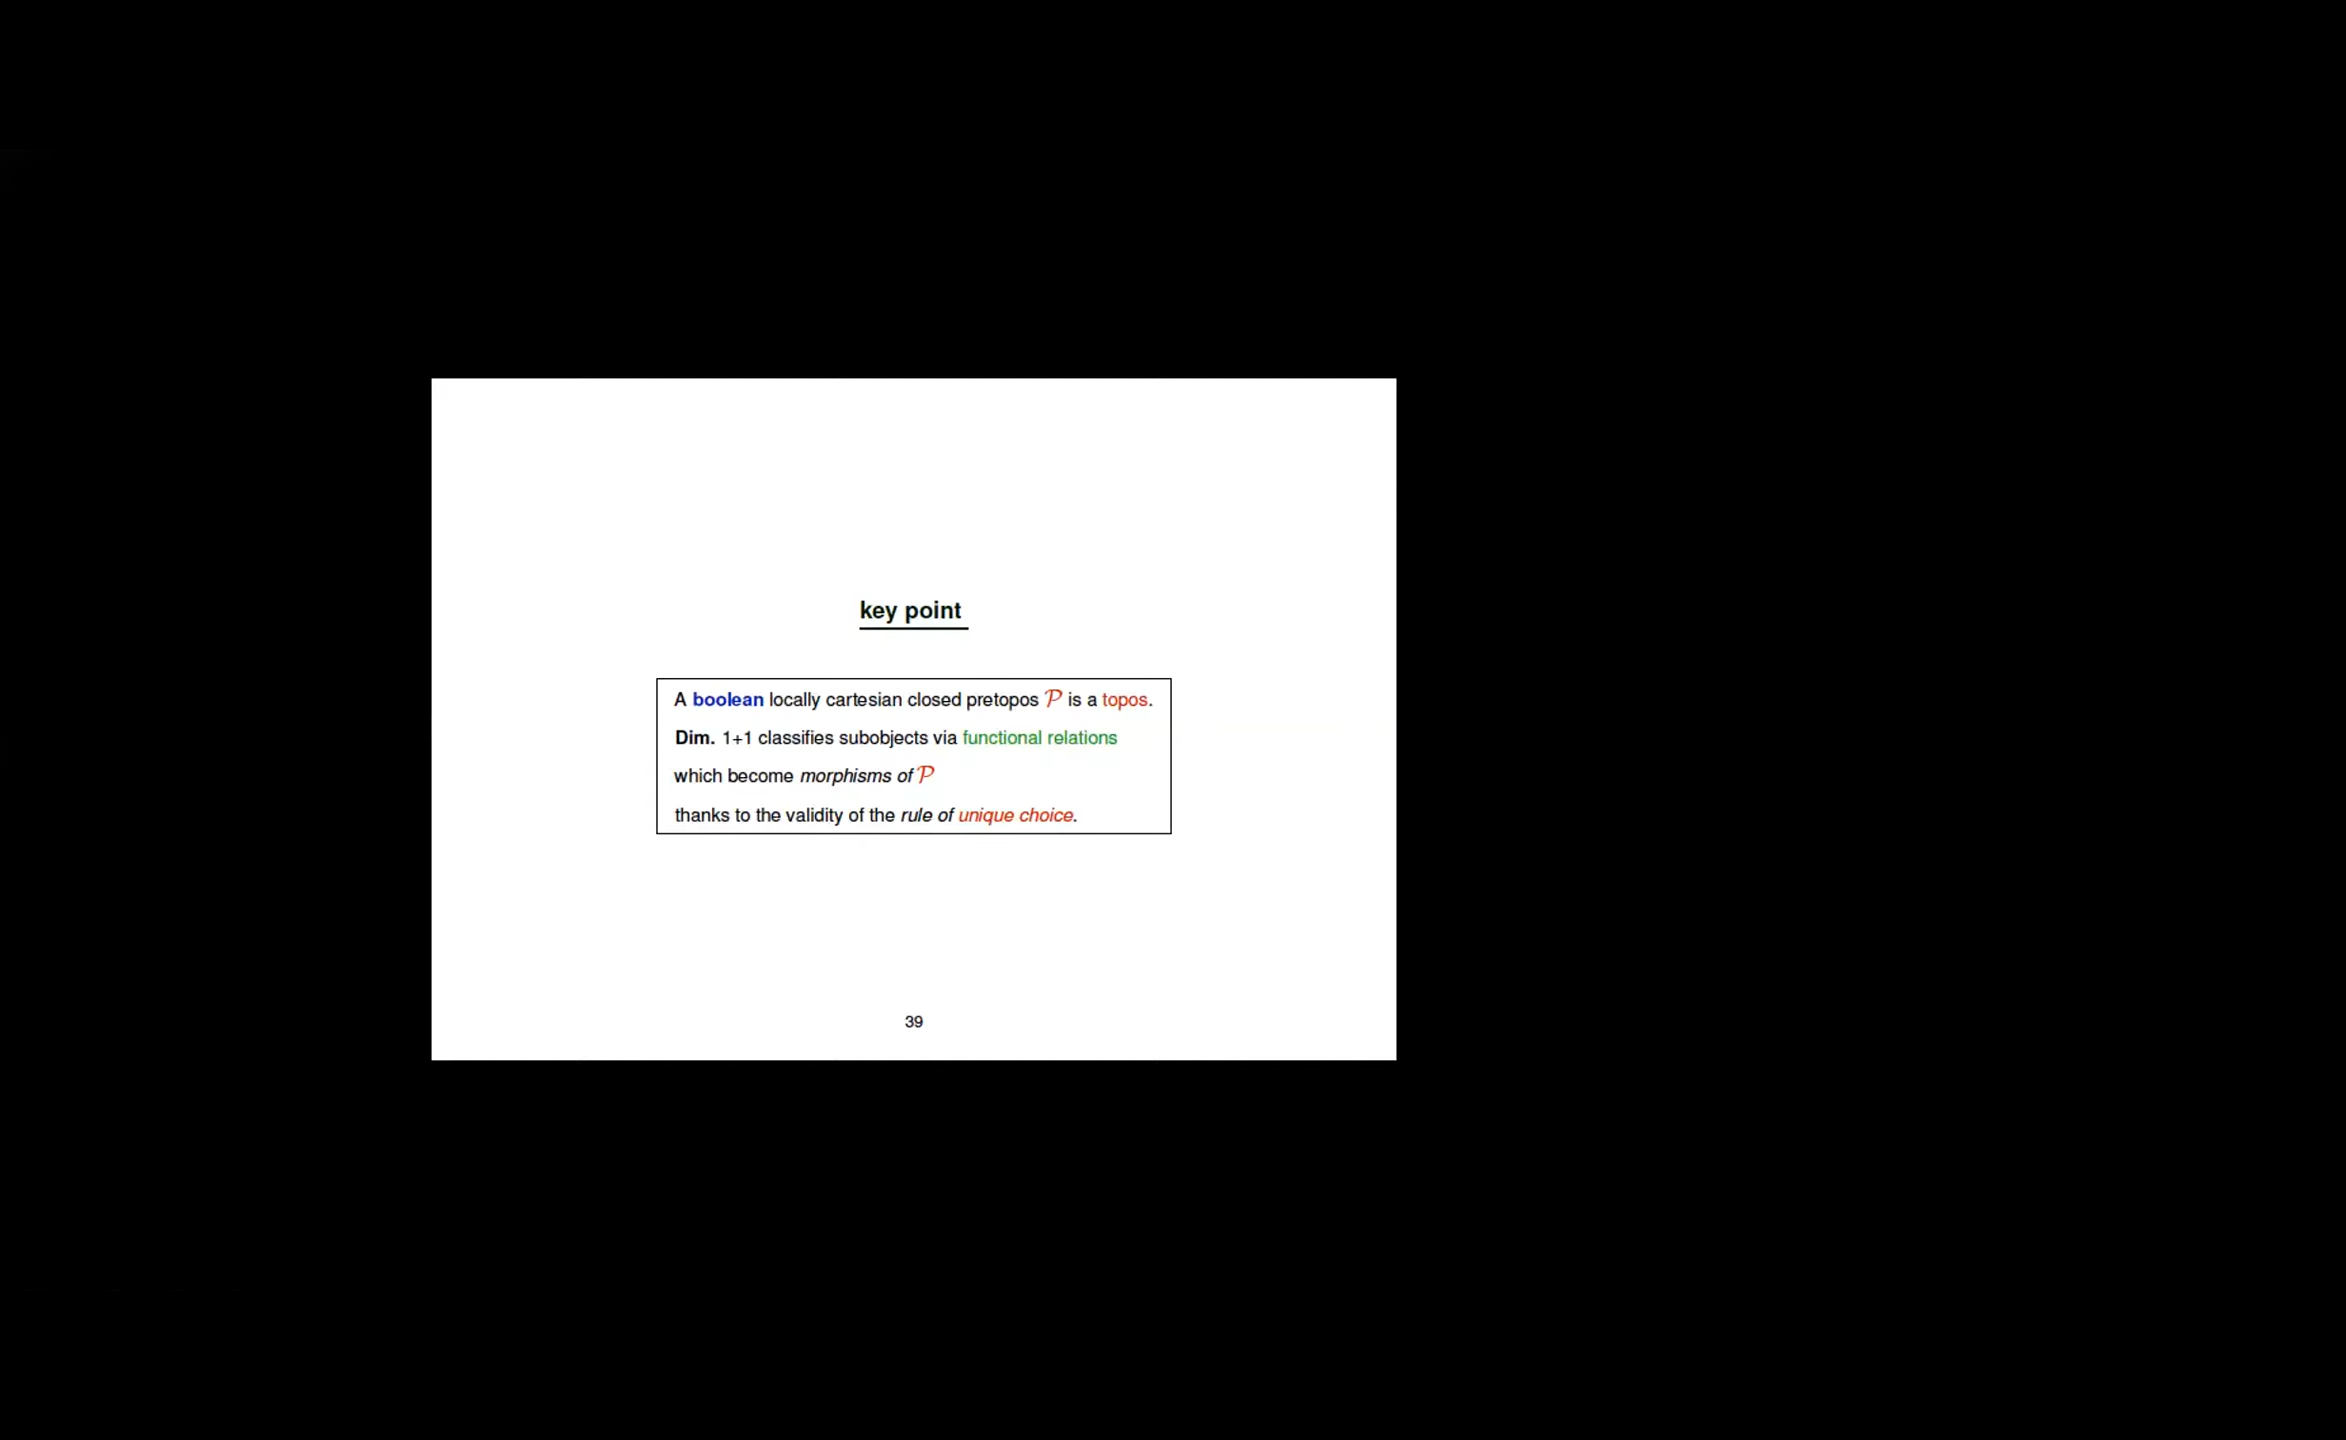 key point
A boolean locally cartesian closed pretopos 𝒫 is a topos.
Dim. 1+1 classifies subobjects via functional relations
which become morphisms of 𝒫
thanks to the validity of the rule of unique choice.
39